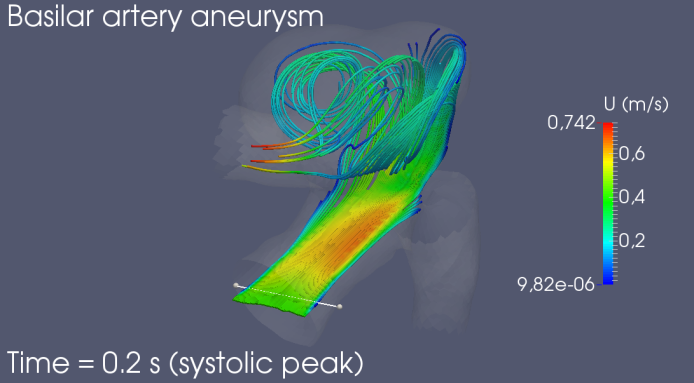 Basilar artery aneurysm
U (m/s)
0,742
0,6
0,4
0,2
9,82e-06
Time = 0.2 s (systolic peak)